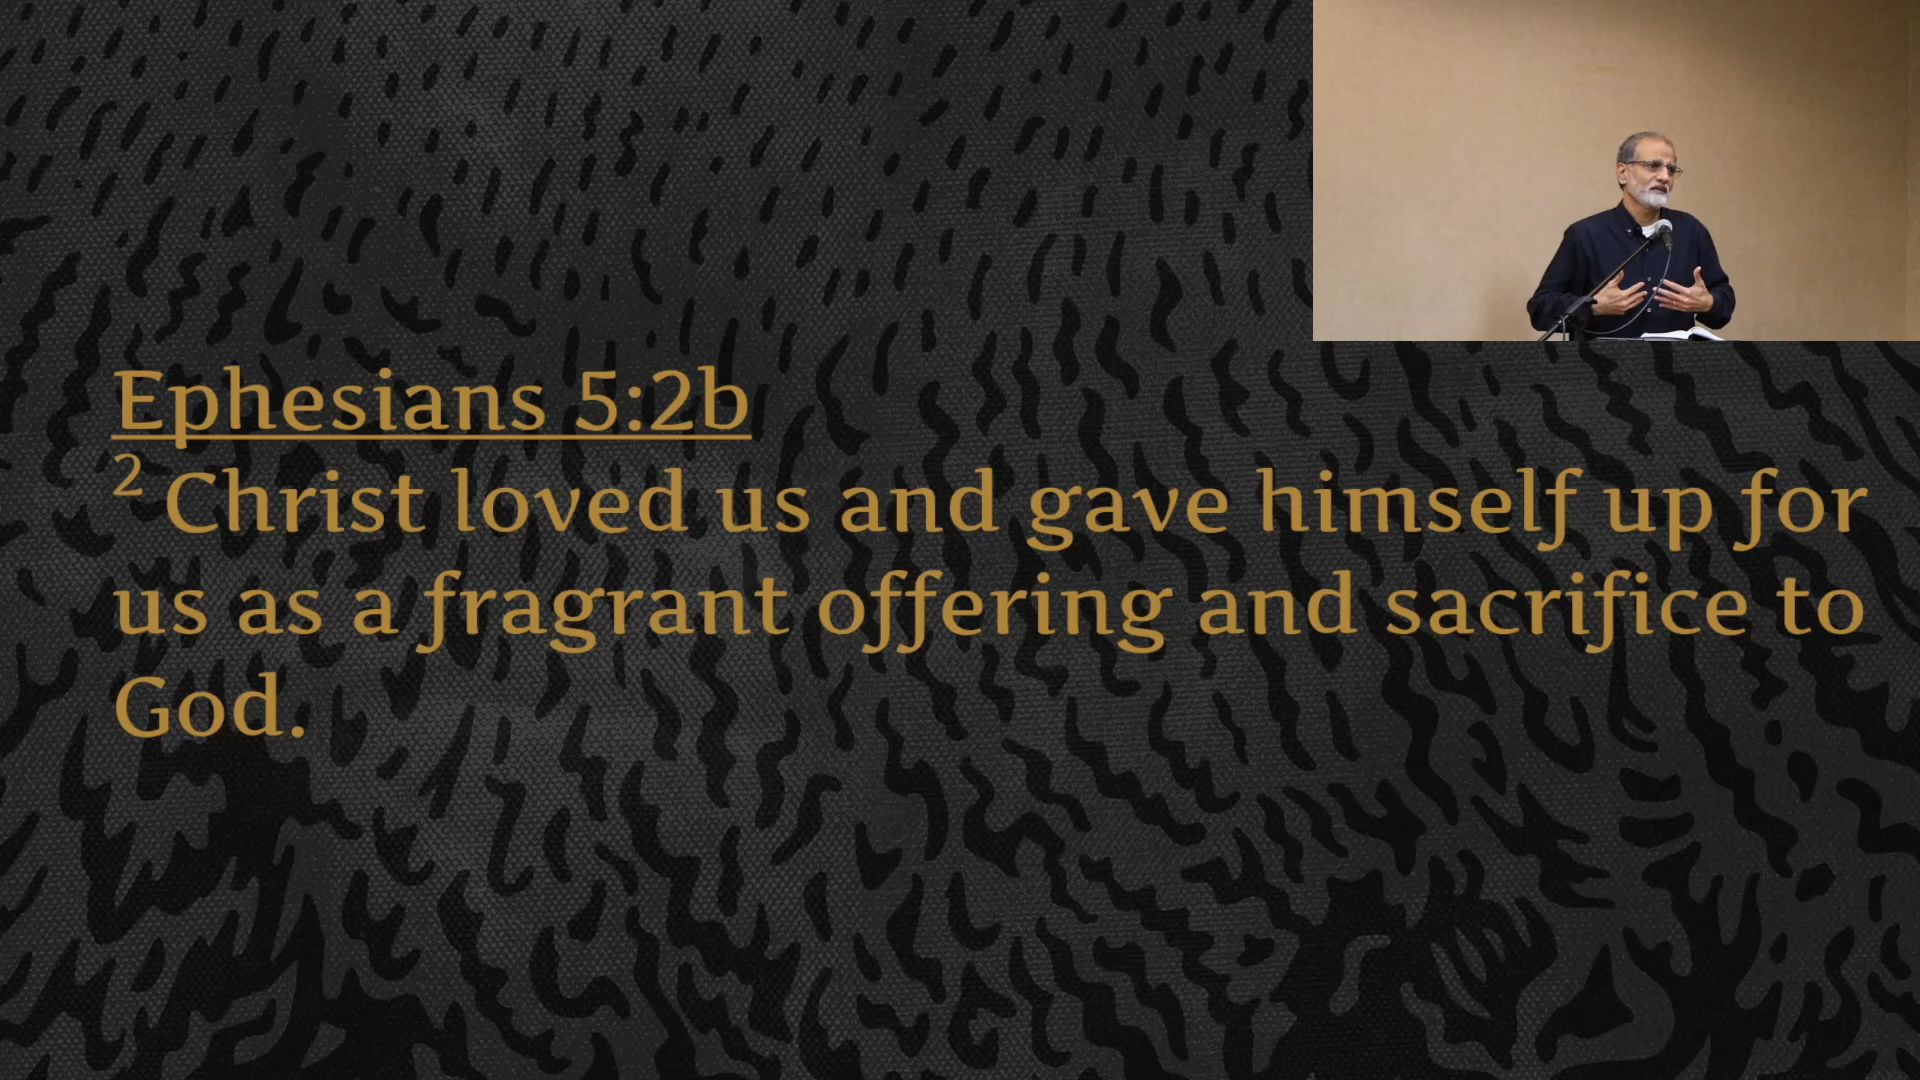 Ephesians 5:2b
² Christ loved us and gave himself up for
us as a fragrant offering and sacrifice to
God.